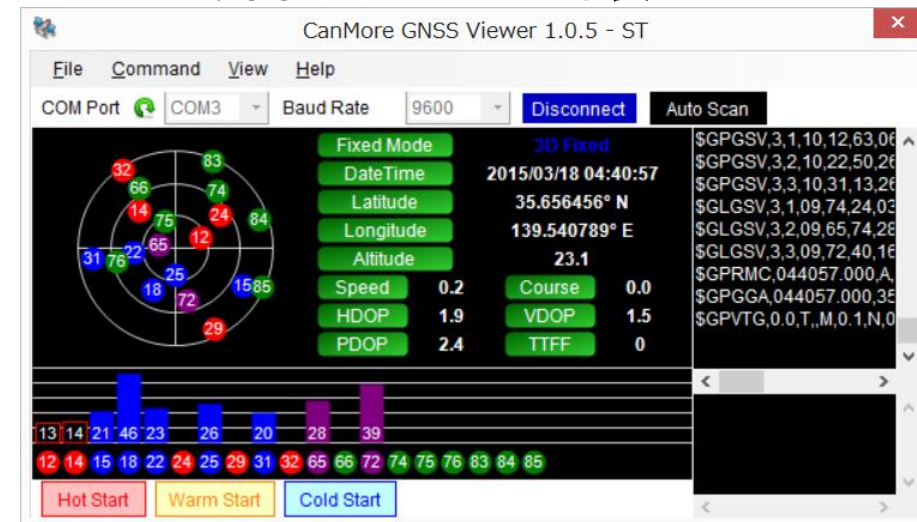 CanMore GNSS Viewer 1.0.5 - ST
File Command View Help
COM Port COM3 Baud Rate 9600 Disconnect Auto Scan
Fixed Mode 3D Fixed
DateTime 2015/03/18 04:40:57
Latitude 35.656456° N
Longitude 139.540789° E
Altitude 23.1
Speed 0.2 Course 0.0
HDOP 1.9 VDOP 1.5
PDOP 2.4 TTFF 0
32 83
66 74
14 75 24 84
65 12
31 76 22
25
18 72 15 85
29
$GPGSV,3,1,10,12,63,06
$GPGSV,3,2,10,22,50,26
$GPGSV,3,3,10,31,13,26
$GLGSV,3,1,09,74,24,03
$GLGSV,3,2,09,65,74,28
$GLGSV,3,3,09,72,40,16
$GPRMC,044057.000,A,
$GPGGA,044057.000,35
$GPVTG,0.0,T,,M,0.1,N,0
13 14 21 46 23 26 20 28 39
12 14 15 18 22 24 25 29 31 32 65 66 72 74 75 76 83 84 85
Hot Start Warm Start Cold Start